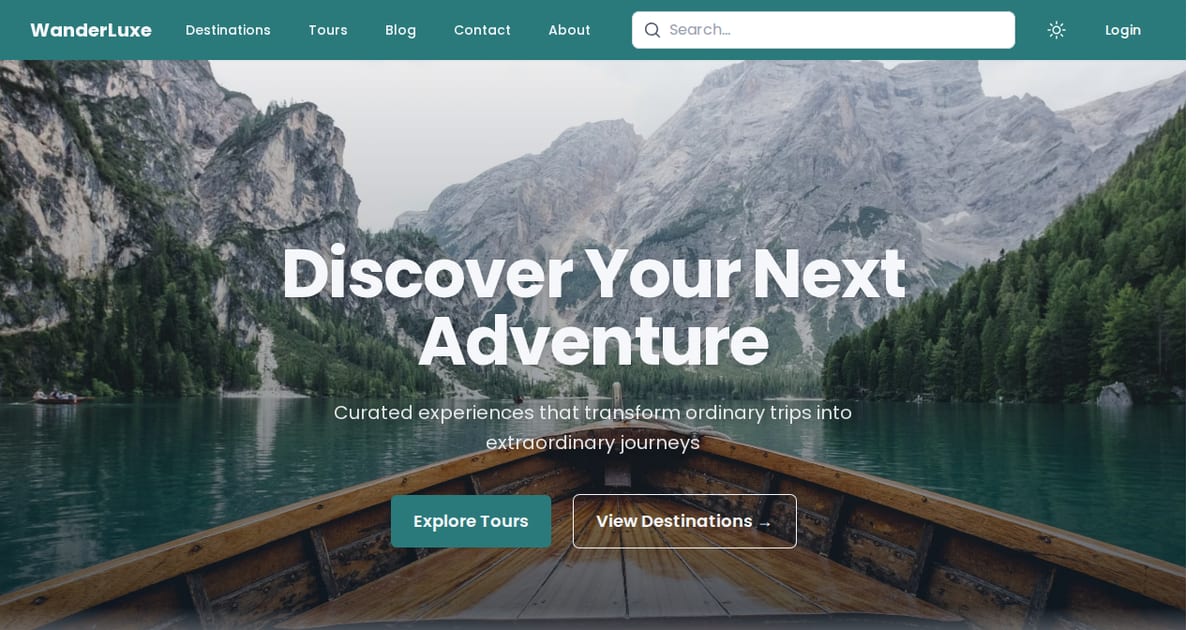 WanderLuxe Destinations Tours Blog Contact About Search... Login
Discover Your Next
Adventure
Curated experiences that transform ordinary trips into
extraordinary journeys
Explore Tours View Destinations →